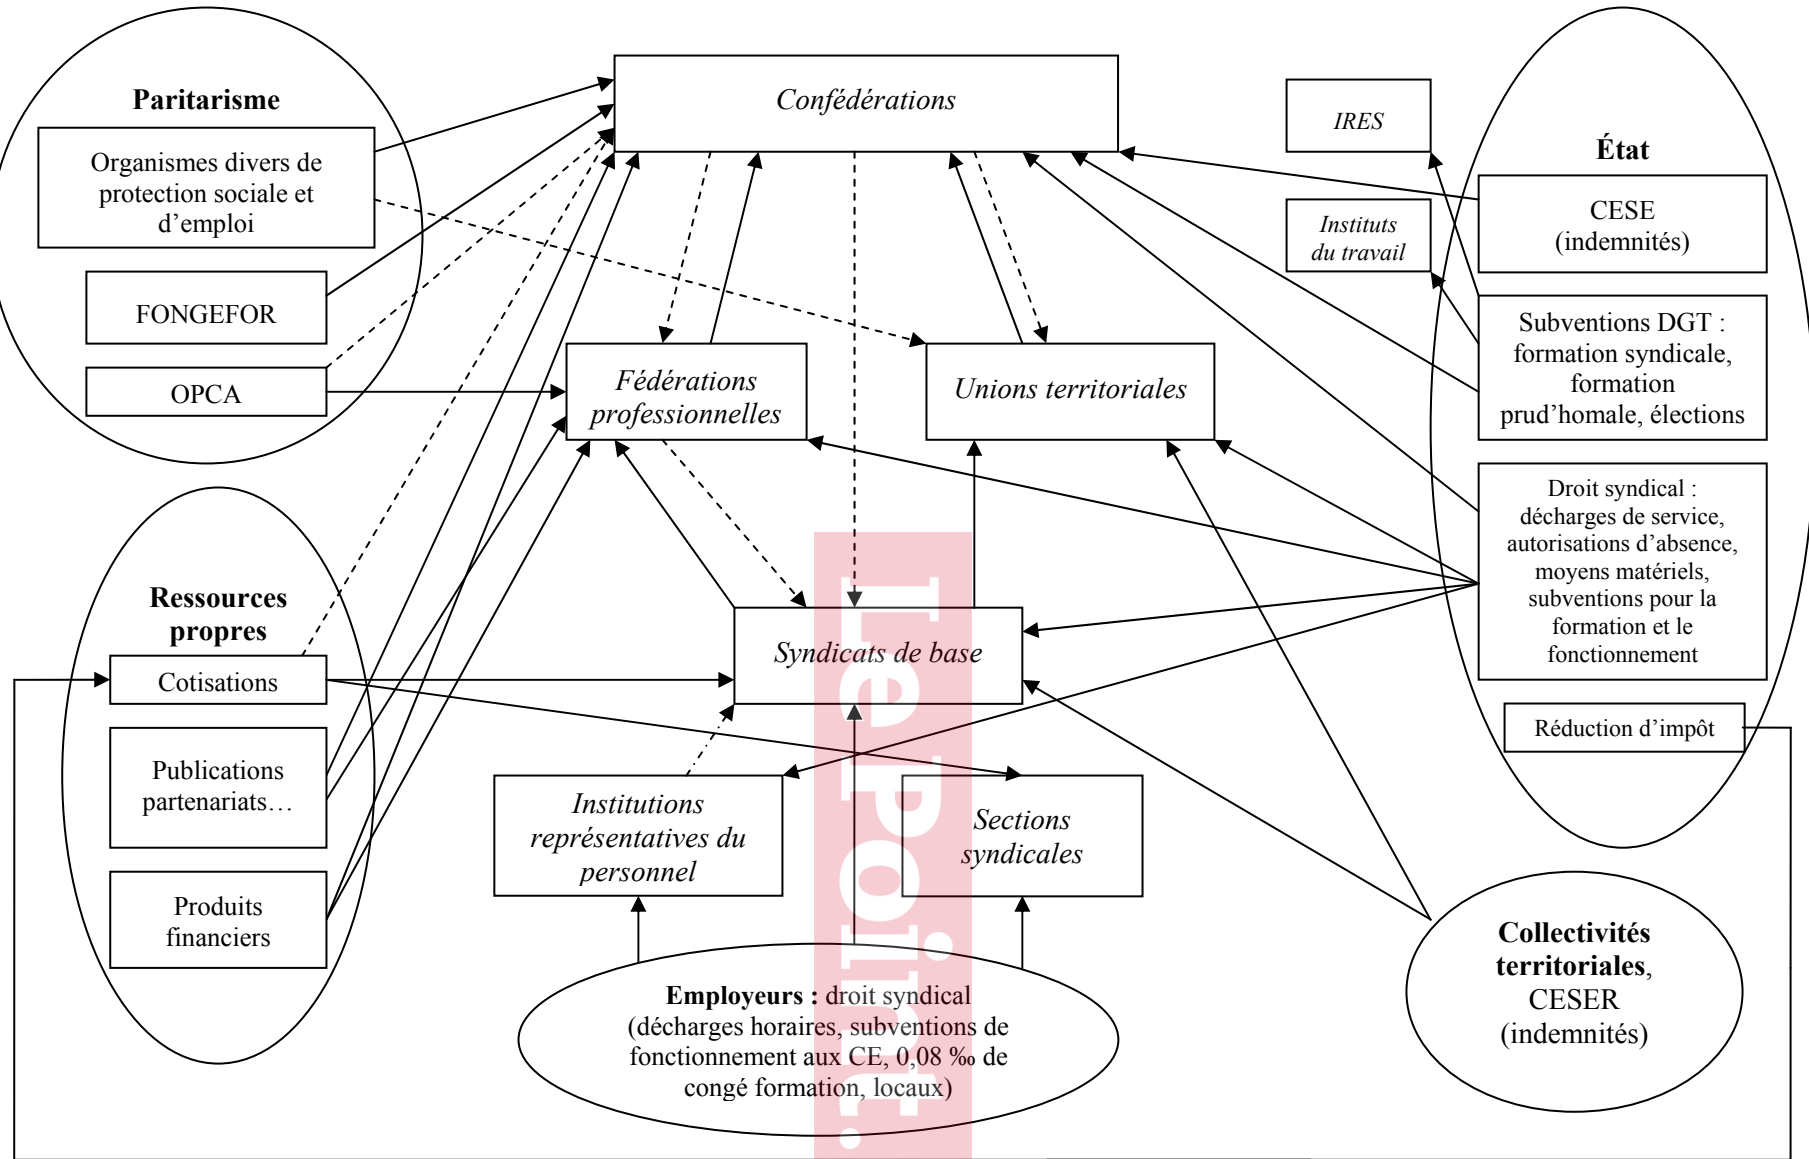 Paritarisme
Organismes divers de
protection sociale et
d’emploi
FONGEFOR
OPCA
Confédérations
IRES
Instituts
du travail
État
CESE
(indemnités)
Subventions DGT :
formation syndicale,
formation
prud’homale, élections
Droit syndical :
décharges de service,
autorisations d’absence,
moyens matériels,
subventions pour la
formation et le
fonctionnement
Réduction d’impôt
Fédérations
professionnelles
Unions territoriales
Ressources
propres
Cotisations
Publications
partenariats…
Produits
financiers
Syndicats de base
Institutions
représentatives du
personnel
Sections
syndicales
Employeurs : droit syndical
(décharges horaires, subventions de
fonctionnement aux CE, 0,08 ‰ de
congé formation, locaux)
Collectivités
territoriales,
CESER
(indemnités)
Le Point.